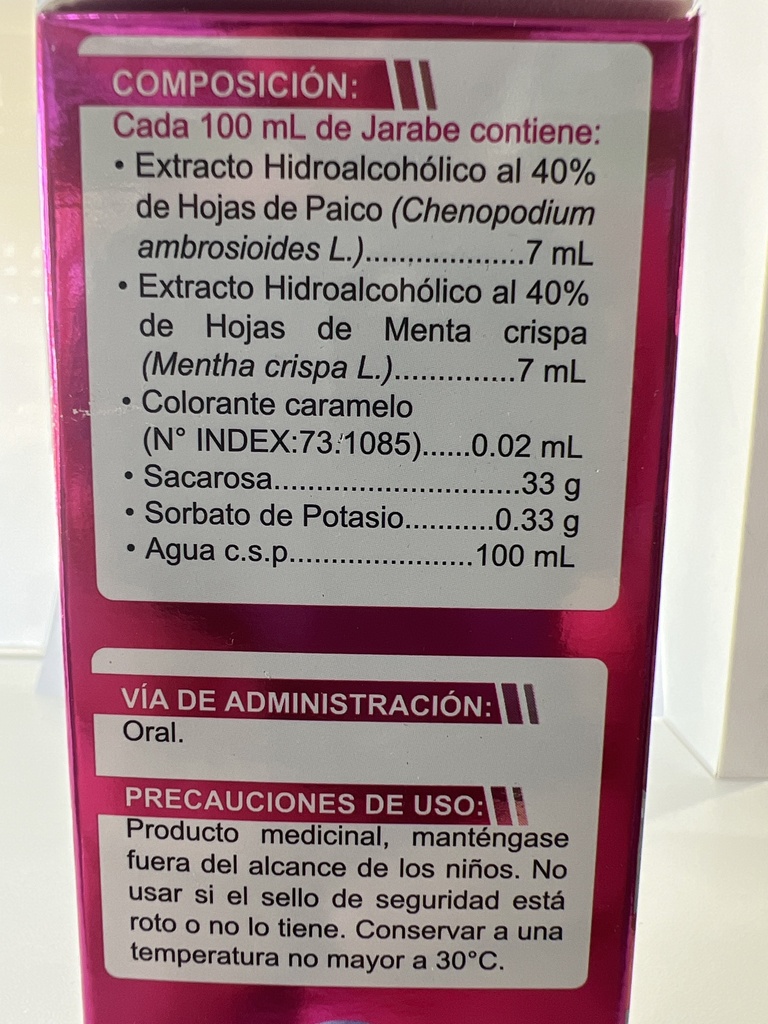 COMPOSICIÓN:
Cada 100 mL de Jarabe contiene:
• Extracto Hidroalcohólico al 40%
de Hojas de Paico (Chenopodium
ambrosioides L.)......................7 mL
• Extracto Hidroalcohólico al 40%
de Hojas de Menta crispa
(Mentha crispa L.)..............7 mL
• Colorante caramelo
(N° INDEX:73.1085)......0.02 mL
• Sacarosa.............................33 g
• Sorbato de Potasio...........0.33 g
• Agua c.s.p......................100 mL
VÍA DE ADMINISTRACIÓN:
Oral.
PRECAUCIONES DE USO:
Producto medicinal, manténgase
fuera del alcance de los niños. No
usar si el sello de seguridad está
roto o no lo tiene. Conservar a una
temperatura no mayor a 30°C.